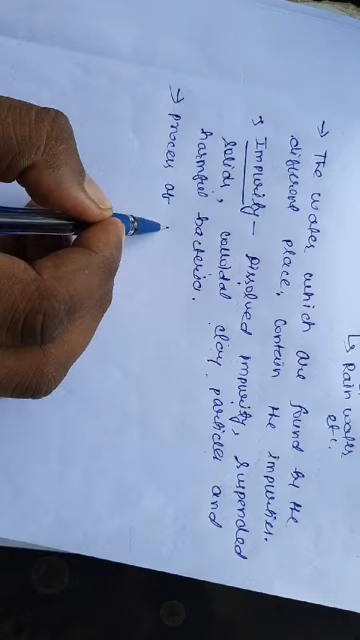 ↳ Rain water
etc.
→ The water which are found by the
different place, contain the impurities.
↳ Impurity – Dissolved impurity, suspended
solids, colloidal clay particles and
harmful bacteria.
→ Process of